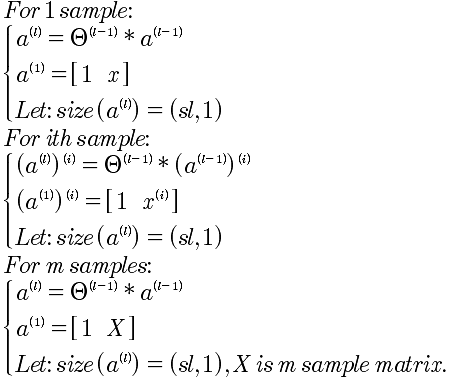 For 1 sample:
a^(l) = Θ^(l−1) * a^(l−1)
a^(1) = [ 1 x ]
Let: size (a^(l)) = (sl, 1)
For ith sample:
(a^(l))^(i) = Θ^(l−1) * (a^(l−1))^(i)
(a^(1))^(i) = [ 1 x^(i) ]
Let: size (a^(l)) = (sl, 1)
For m samples:
a^(l) = Θ^(l−1) * a^(l−1)
a^(1) = [ 1 X ]
Let: size (a^(l)) = (sl, 1), X is m sample matrix.